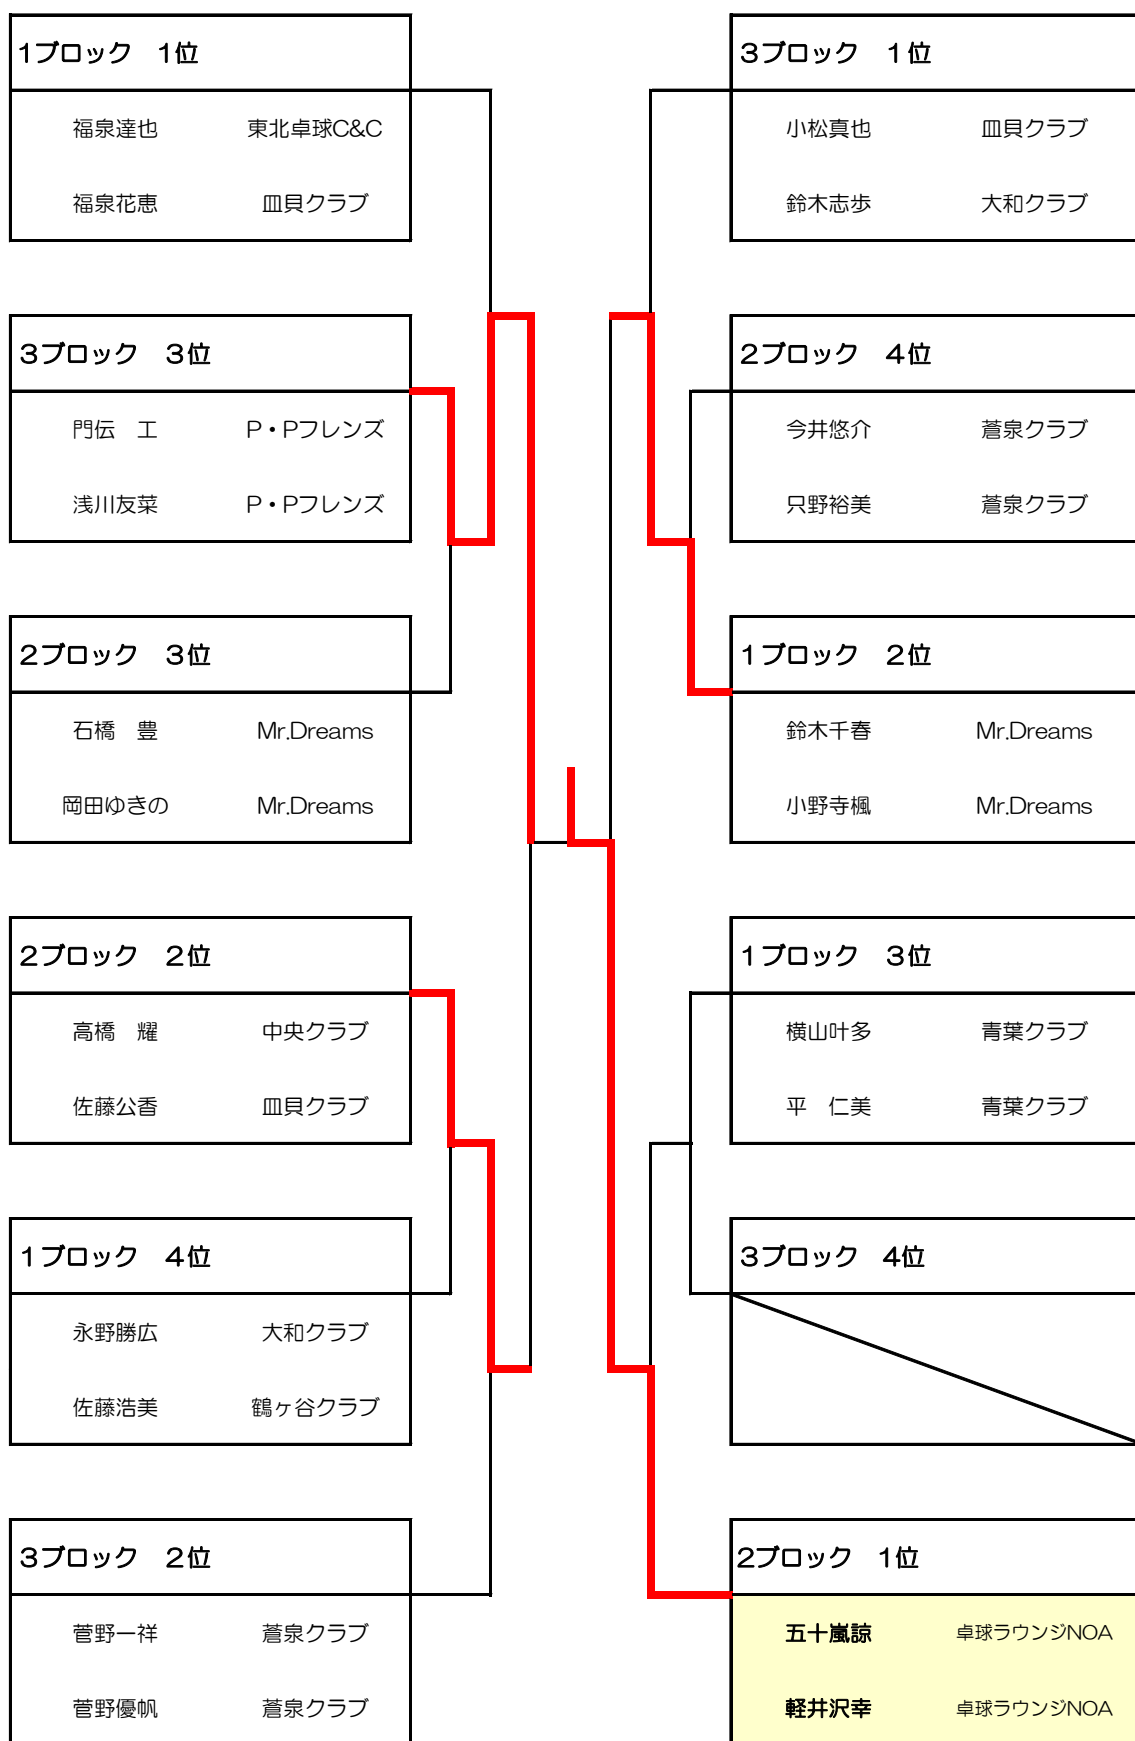 1ブロック　1位
福泉達也　東北卓球C&C
福泉花恵　皿貝クラブ
3ブロック　3位
門伝　工　P・Pフレンズ
浅川友菜　P・Pフレンズ
2ブロック　3位
石橋　豊　Mr.Dreams
岡田ゆきの　Mr.Dreams
2ブロック　2位
高橋　耀　中央クラブ
佐藤公香　皿貝クラブ
1ブロック　4位
永野勝広　大和クラブ
佐藤浩美　鶴ヶ谷クラブ
3ブロック　2位
菅野一祥　蒼泉クラブ
菅野優帆　蒼泉クラブ
3ブロック　1位
小松真也　皿貝クラブ
鈴木志歩　大和クラブ
2ブロック　4位
今井悠介　蒼泉クラブ
只野裕美　蒼泉クラブ
1ブロック　2位
鈴木千春　Mr.Dreams
小野寺楓　Mr.Dreams
1ブロック　3位
横山叶多　青葉クラブ
平　仁美　青葉クラブ
3ブロック　4位
2ブロック　1位
五十嵐諒　卓球ラウンジNOA
軽井沢幸　卓球ラウンジNOA